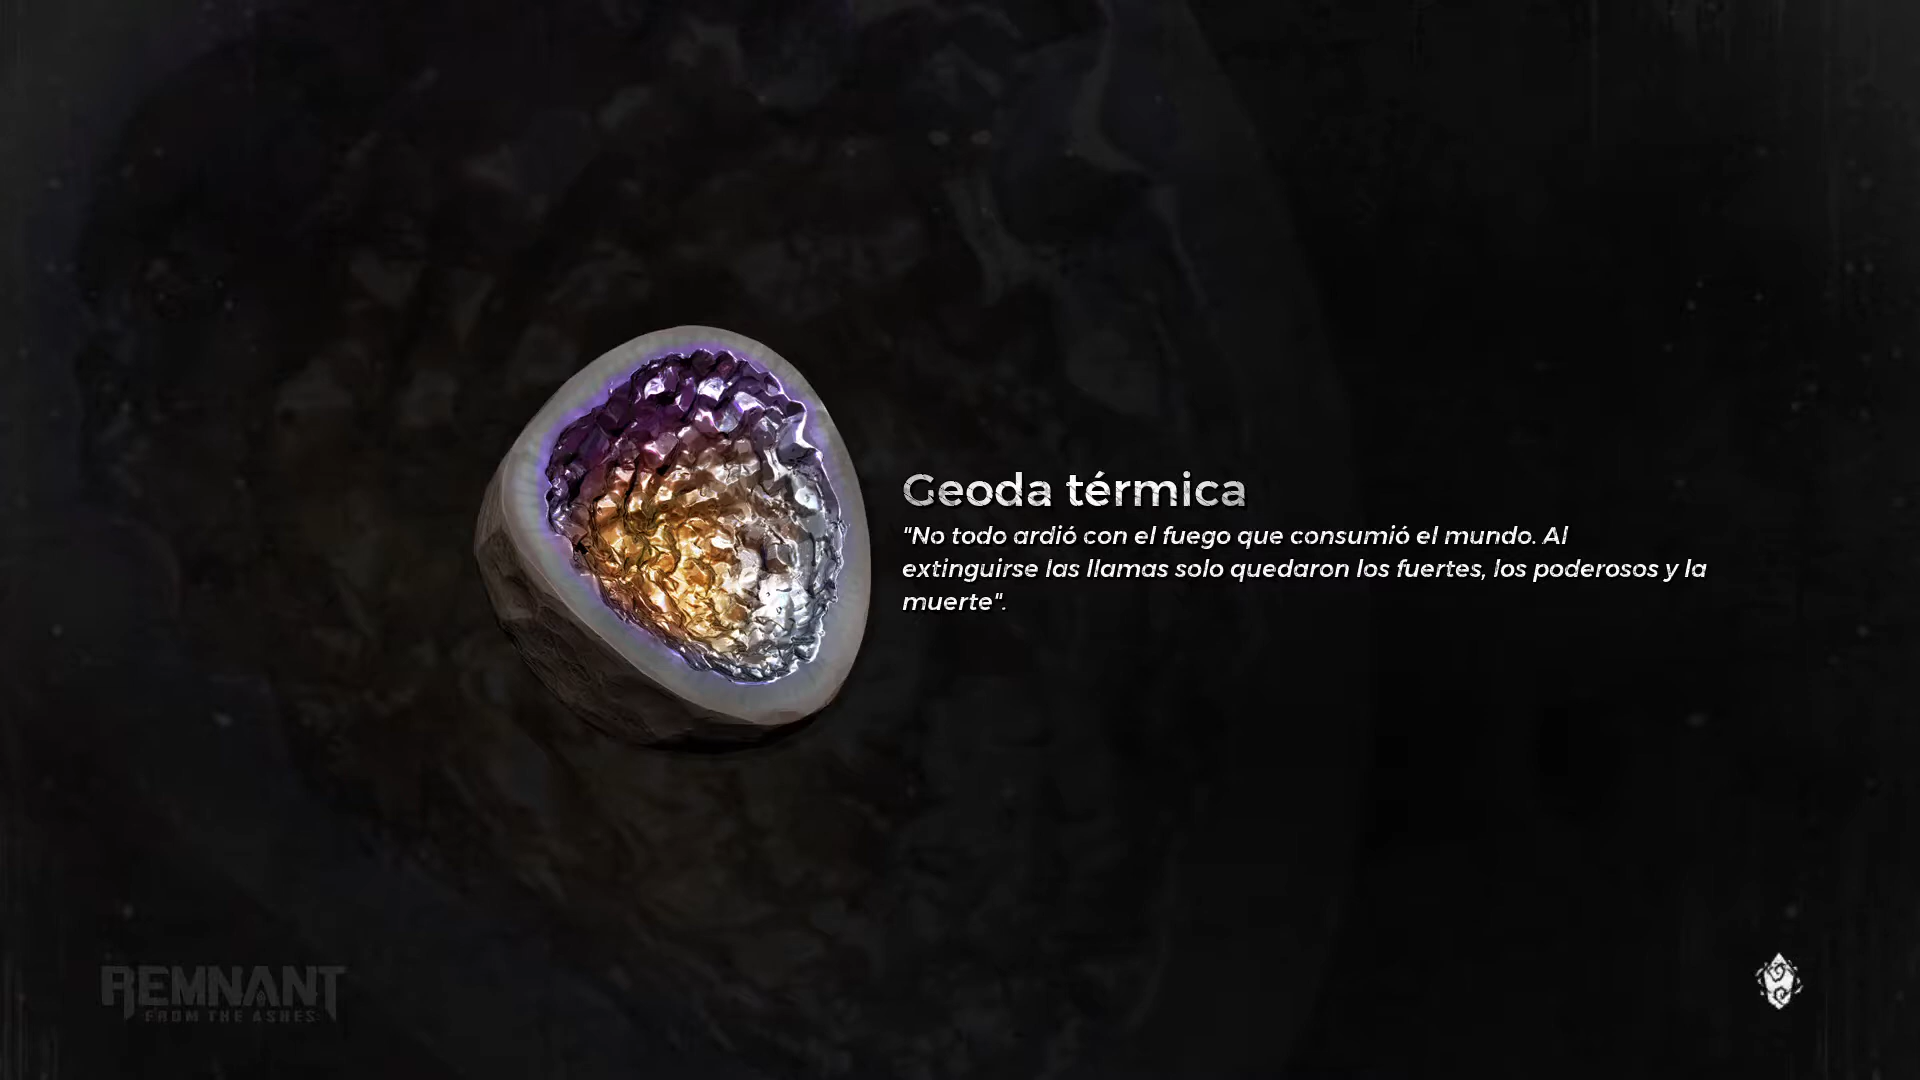 Geoda térmica
"No todo ardió con el fuego que consumió el mundo. Al
extinguirse las llamas solo quedaron los fuertes, los poderosos y la
muerte".
REMNANT
FROM THE ASHES